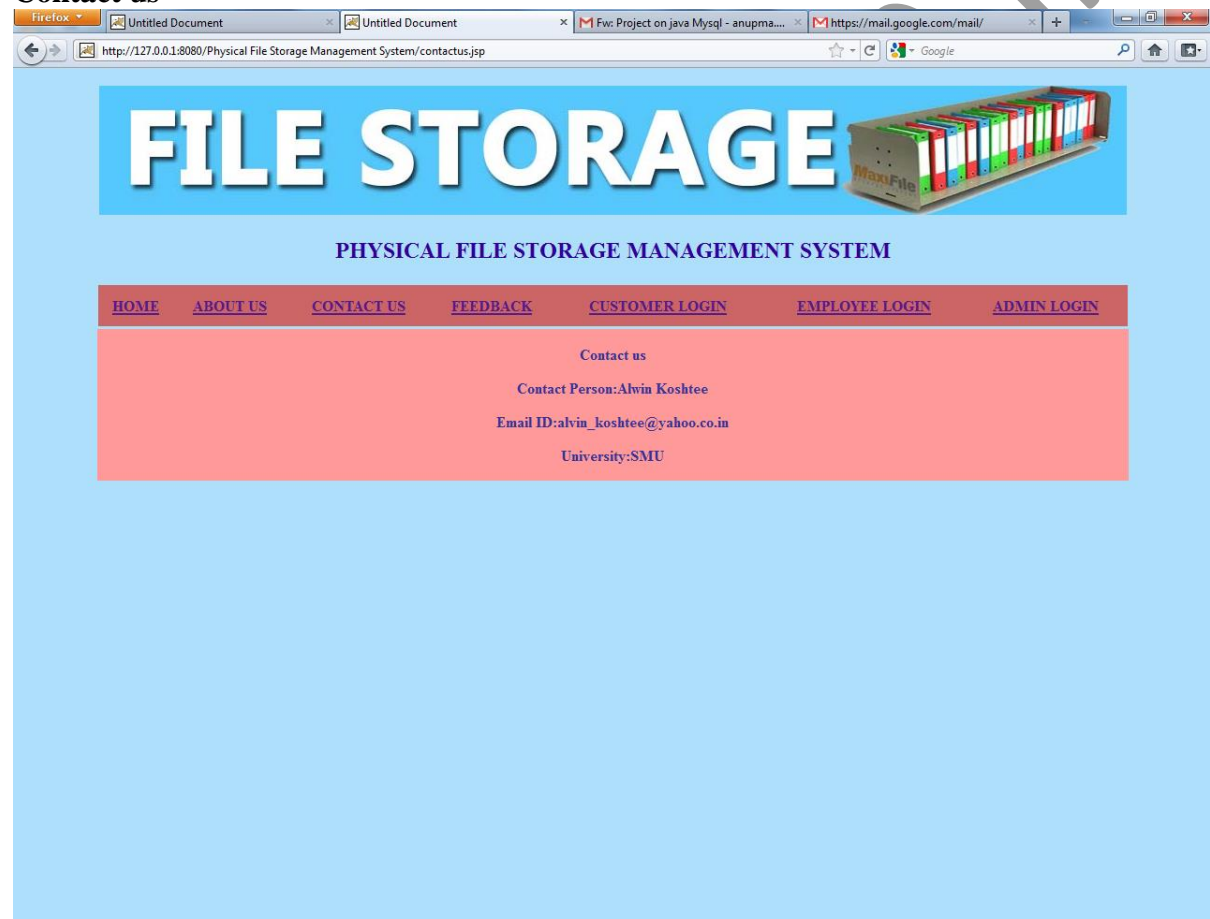 Contact us
Firefox
Untitled Document
Untitled Document
Fw: Project on java Mysql - anupma....
https://mail.google.com/mail/
http://127.0.0.1:8080/Physical File Storage Management System/contactus.jsp
Google
FILE STORAGE
MaxiFile
PHYSICAL FILE STORAGE MANAGEMENT SYSTEM
HOME ABOUT US CONTACT US FEEDBACK CUSTOMER LOGIN EMPLOYEE LOGIN ADMIN LOGIN
Contact us
Contact Person:Alwin Koshtee
Email ID:alvin_koshtee@yahoo.co.in
University:SMU